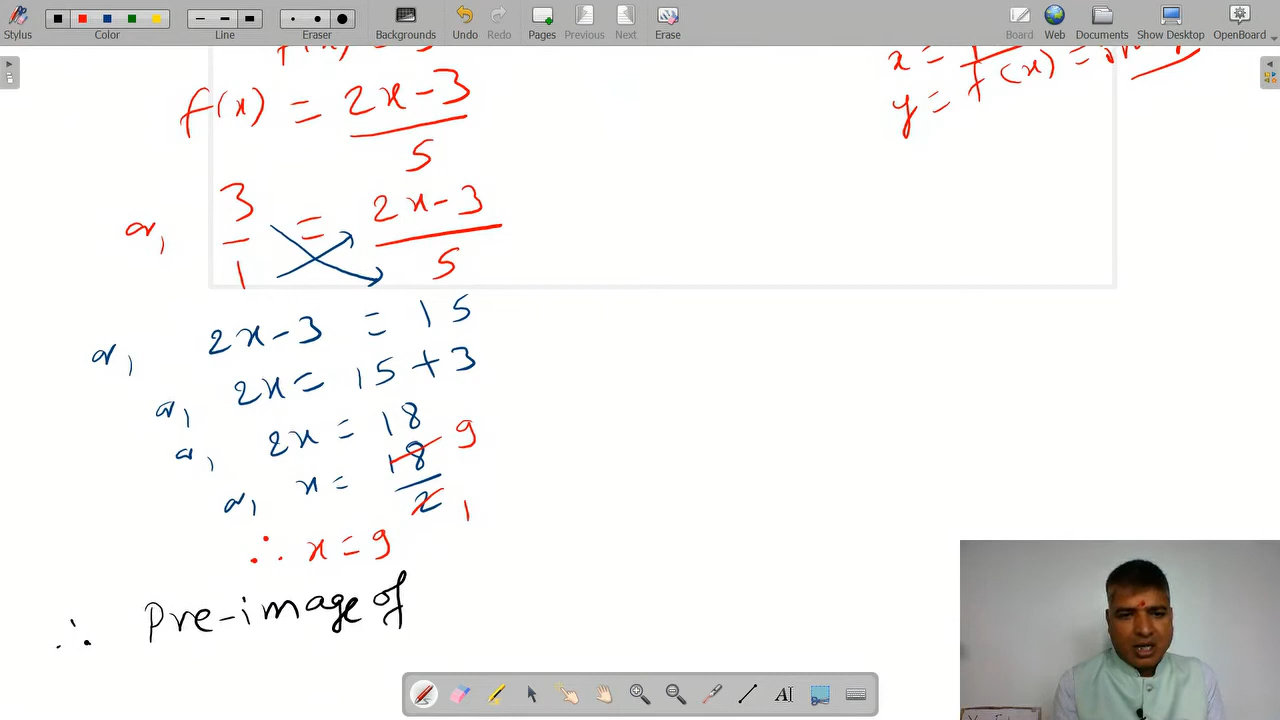 Stylus Color Line Eraser Backgrounds Undo Redo Pages Previous Next Erase Board Web Documents Show Desktop OpenBoard
f(x) = 2x-3/5
x =
y = f(x) =
or, 3/1 = 2x-3/5
or, 2x-3 = 15
or, 2x = 15+3
or, 2x = 18
or, x = 18/2 9 1
∴ x = 9
∴ Pre-image of